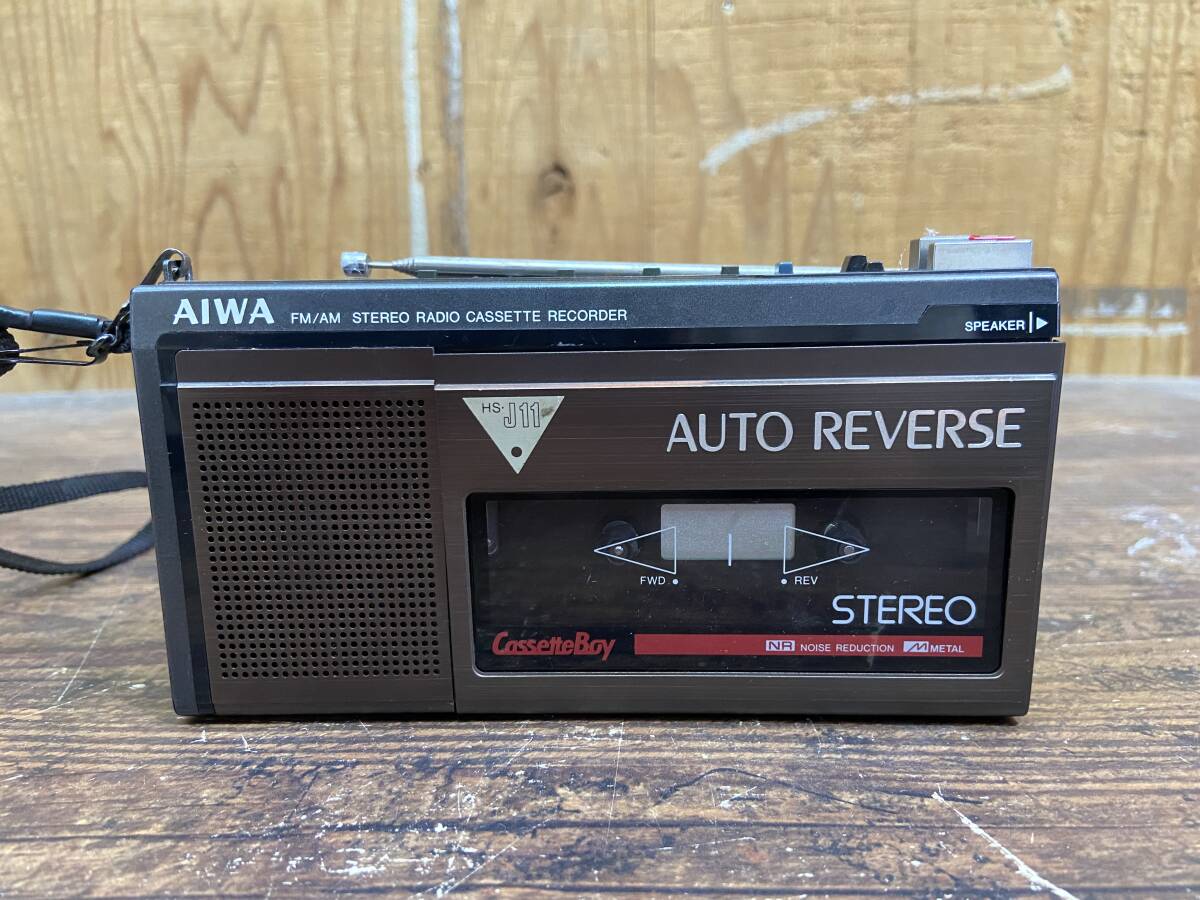 AIWA FM/AM STEREO RADIO CASSETTE RECORDER
SPEAKER
HS-J11
AUTO REVERSE
FWD REV
STEREO
CassetteBoy NR NOISE REDUCTION METAL